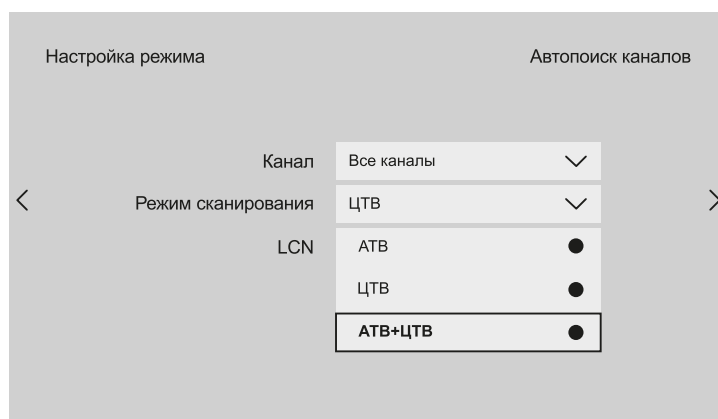 Настройка режима
Автопоиск каналов
Канал
Все каналы
Режим сканирования
ЦТВ
LCN
АТВ
ЦТВ
АТВ+ЦТВ